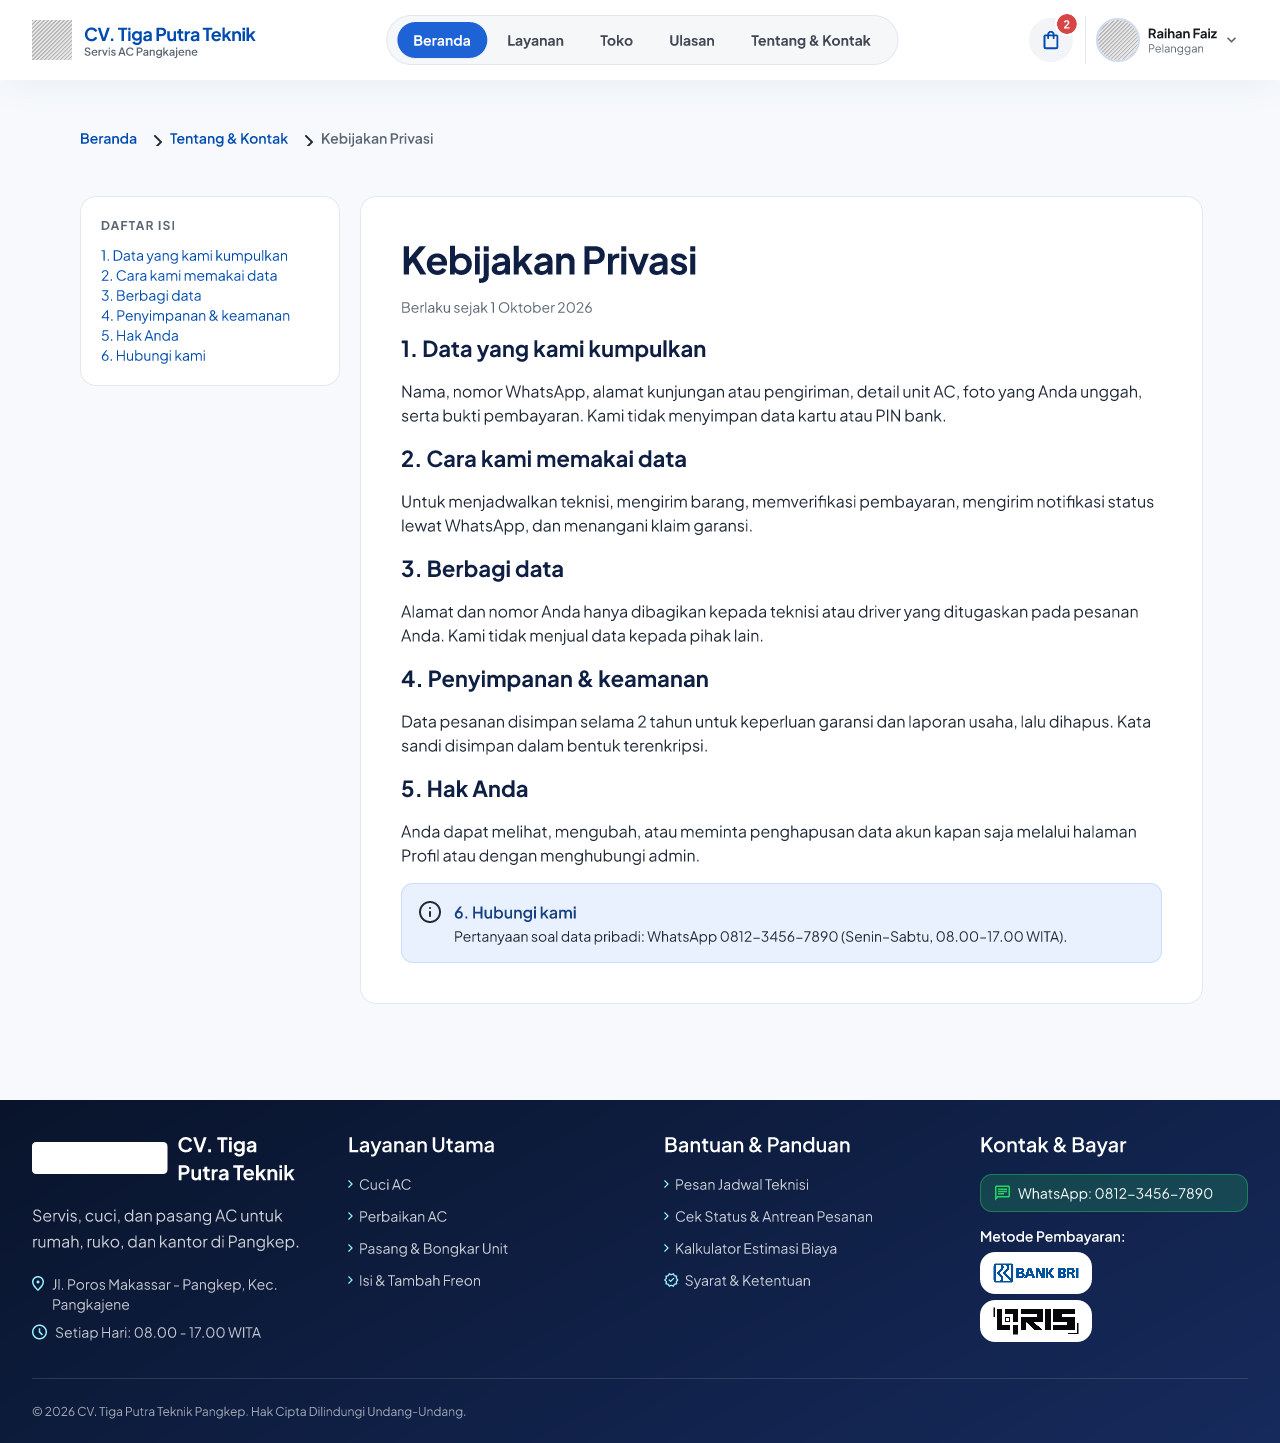 CV. Tiga Putra Teknik
Servis AC Pangkajene
Beranda
Layanan
Toko
Ulasan
Tentang & Kontak
2
Raihan Faiz
Pelanggan
Beranda
Tentang & Kontak
Kebijakan Privasi
DAFTAR ISI
1. Data yang kami kumpulkan
2. Cara kami memakai data
3. Berbagi data
4. Penyimpanan & keamanan
5. Hak Anda
6. Hubungi kami
Kebijakan Privasi
Berlaku sejak 1 Oktober 2026
1. Data yang kami kumpulkan
Nama, nomor WhatsApp, alamat kunjungan atau pengiriman, detail unit AC, foto yang Anda unggah,
serta bukti pembayaran. Kami tidak menyimpan data kartu atau PIN bank.
2. Cara kami memakai data
Untuk menjadwalkan teknisi, mengirim barang, memverifikasi pembayaran, mengirim notifikasi status
lewat WhatsApp, dan menangani klaim garansi.
3. Berbagi data
Alamat dan nomor Anda hanya dibagikan kepada teknisi atau driver yang ditugaskan pada pesanan
Anda. Kami tidak menjual data kepada pihak lain.
4. Penyimpanan & keamanan
Data pesanan disimpan selama 2 tahun untuk keperluan garansi dan laporan usaha, lalu dihapus. Kata
sandi disimpan dalam bentuk terenkripsi.
5. Hak Anda
Anda dapat melihat, mengubah, atau meminta penghapusan data akun kapan saja melalui halaman
Profil atau dengan menghubungi admin.
6. Hubungi kami
Pertanyaan soal data pribadi: WhatsApp 0812-3456-7890 (Senin–Sabtu, 08.00–17.00 WITA).
CV. Tiga
Putra Teknik
Servis, cuci, dan pasang AC untuk
rumah, ruko, dan kantor di Pangkep.
Jl. Poros Makassar - Pangkep, Kec.
Pangkajene
Setiap Hari: 08.00 - 17.00 WITA
Layanan Utama
Cuci AC
Perbaikan AC
Pasang & Bongkar Unit
Isi & Tambah Freon
Bantuan & Panduan
Pesan Jadwal Teknisi
Cek Status & Antrean Pesanan
Kalkulator Estimasi Biaya
Syarat & Ketentuan
Kontak & Bayar
WhatsApp: 0812-3456-7890
Metode Pembayaran:
BANK BRI
QRIS
© 2026 CV. Tiga Putra Teknik Pangkep. Hak Cipta Dilindungi Undang-Undang.